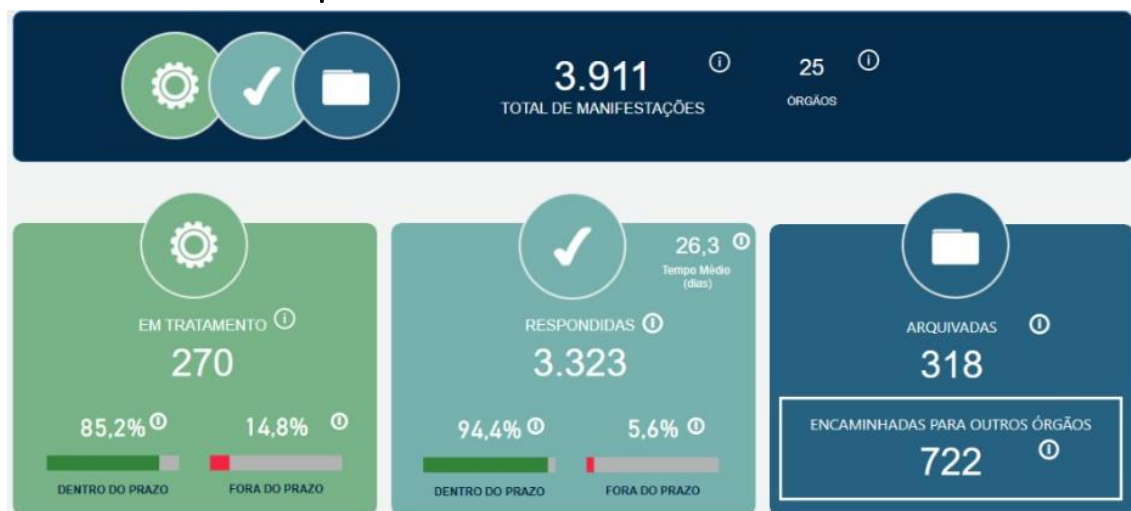 3.911
TOTAL DE MANIFESTAÇÕES
25
ÓRGÃOS
EM TRATAMENTO
270
85,2%
14,8%
DENTRO DO PRAZO
FORA DO PRAZO
26,3
Tempo Médio
(dias)
RESPONDIDAS
3.323
94,4%
5,6%
DENTRO DO PRAZO
FORA DO PRAZO
ARQUIVADAS
318
ENCAMINHADAS PARA OUTROS ÓRGÃOS
722